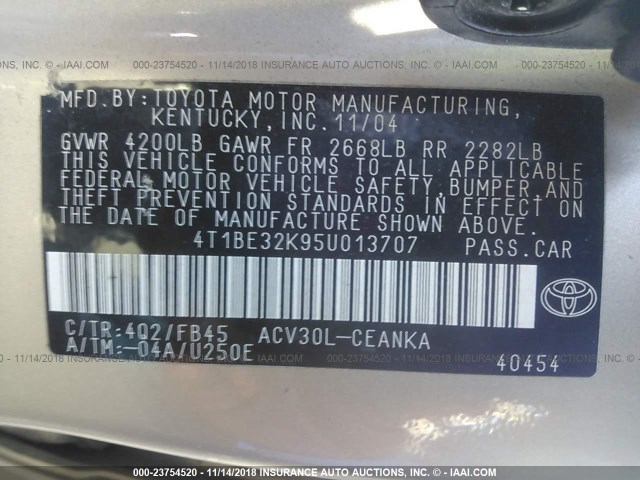 000-23754520 - 11/14/2018 INSURANCE AUTO AUCTIONS, INC. - IAAI.COM
MFD.BY:TOYOTA MOTOR MANUFACTURING,
KENTUCKY, INC. 11/04
GVWR 4200LB GAWR FR 2668LB RR 2282LB
THIS VEHICLE CONFORMS TO ALL APPLICABLE
FEDERAL MOTOR VEHICLE SAFETY, BUMPER AND
THEFT PREVENTION STANDARDS IN EFFECT ON
THE DATE OF MANUFACTURE SHOWN ABOVE.
4T1BE32K95U013707 PASS.CAR
C/TR:4Q2/FB45 ACV30L-CEANKA
A/TM:-04A/U250E
40454
TOYOTA
000-23754520 - 11/14/2018 INSURANCE AUTO AUCTIONS, INC. - IAAI.COM